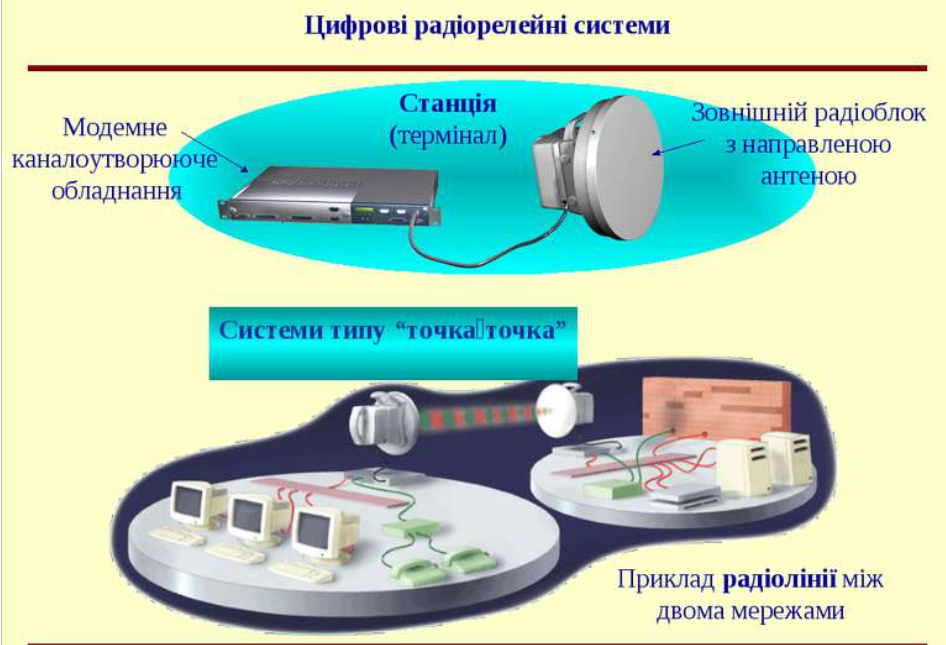 Цифрові радіорелейні системи
Станція
(термінал)
Модемне
каналоутворююче
обладнання
Зовнішній радіоблок
з направленою
антеною
Системи типу “точка▯точка”
Приклад радіолінії між
двома мережами